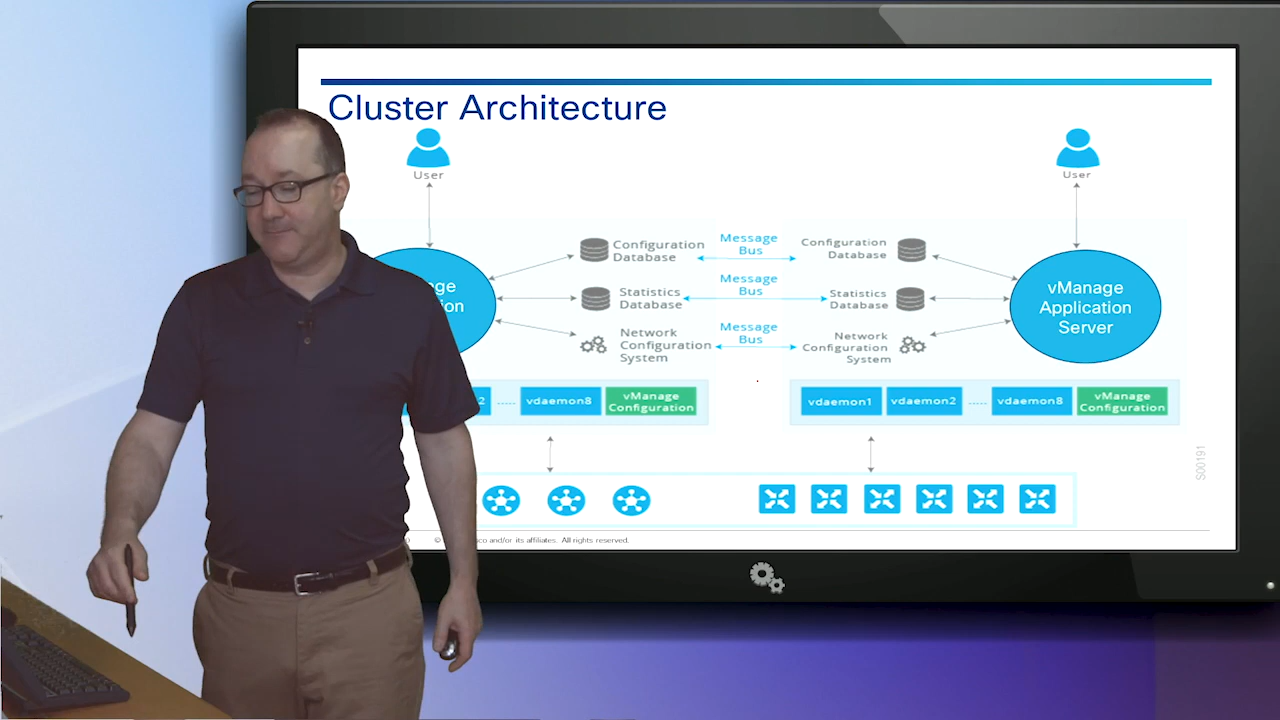 Cluster Architecture
User
User
Configuration
Database
Message
Bus
Configuration
Database
Statistics
Database
Message
Bus
Statistics
Database
vManage
Application
Server
Network
Configuration
System
Message
Bus
Network
Configuration
System
2 ...... vdaemon8
vManage
Configuration
vdaemon1 vdaemon2 ...... vdaemon8
vManage
Configuration
S00191
and/or its affiliates. All rights reserved.